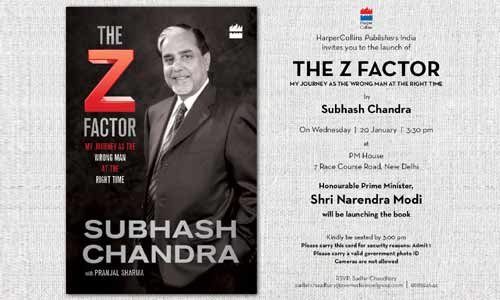 THE
Z
FACTOR
MY JOURNEY AS THE
WRONG MAN
AT THE
RIGHT TIME
SUBHASH
CHANDRA
with PRANJAL SHARMA
Harper
Collins
HarperCollins Publishers India
invites you to the launch of
THE Z FACTOR
MY JOURNEY AS THE WRONG MAN AT THE RIGHT TIME
by
Subhash Chandra
On Wednesday | 20 January | 3:30 pm
at
PM House
7 Race Course Road, New Delhi
Honourable Prime Minister,
Shri Narendra Modi
will be launching the book
Kindly be seated by 3:00 pm
Please carry this card for security reasons: Admit 1
Please carry a valid government photo ID
Cameras are not allowed
RSVP: Sadhir Chaudhary